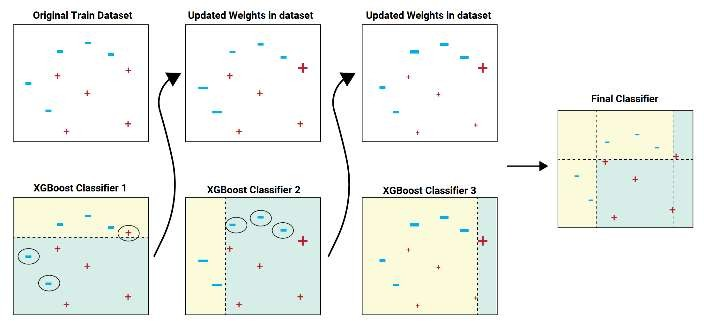 Original Train Dataset
Updated Weights in dataset
Updated Weights in dataset
Final Classifier
XGBoost Classifier 1
XGBoost Classifier 2
XGBoost Classifier 3